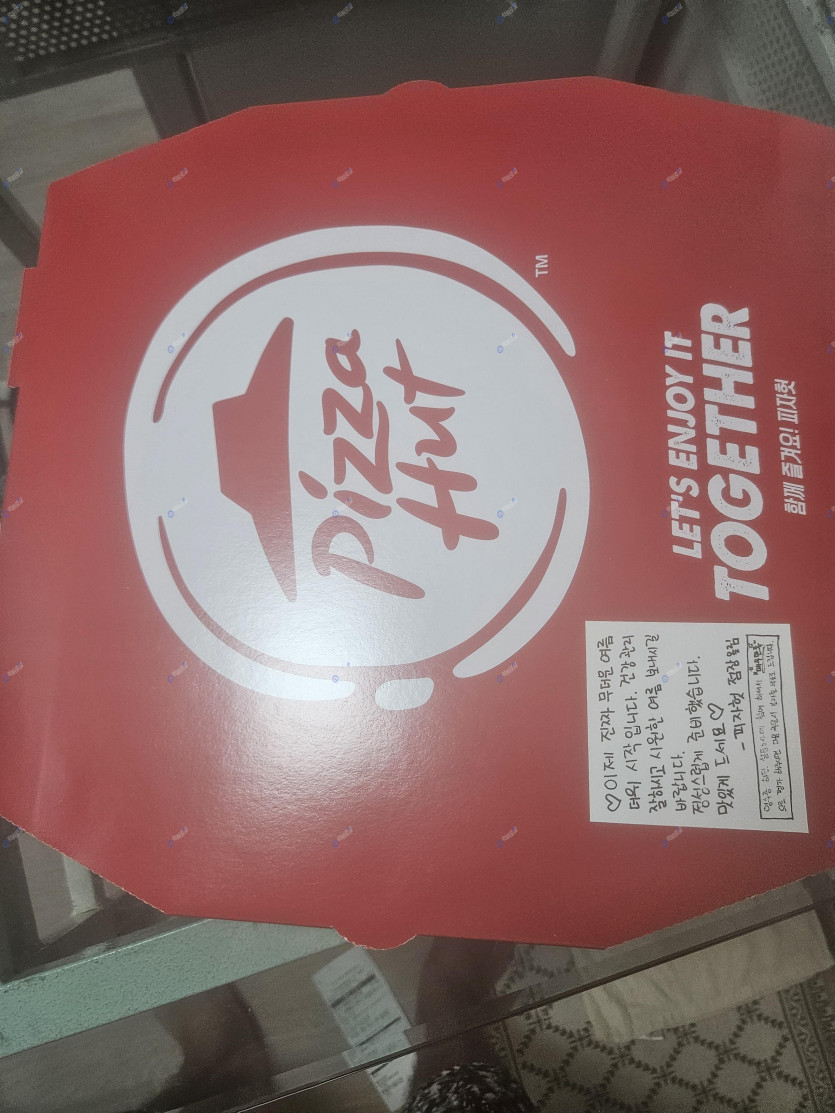 Pizza
Hut
TM
LET'S ENJOY IT
TOGETHER
함께 즐겨요! 피자헛
♡이제 진짜 무더운 여름
더위 시작입니다. 건강관리
잘하시고 시원한 여름 보내시길
바랍니다.
정성스럽게 준비했습니다.
맛있게 드세요♡
- 피자헛 점장올림